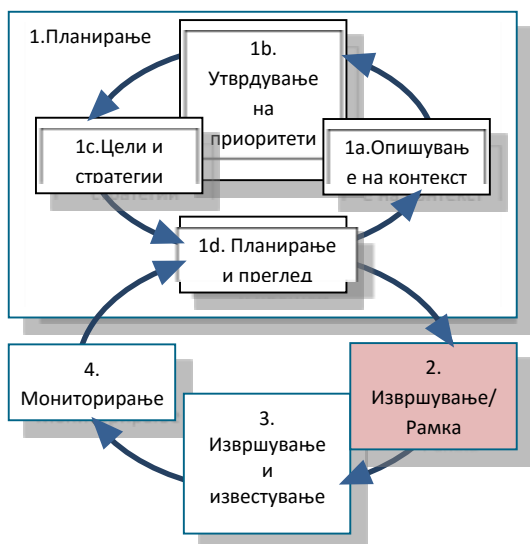 1.Планирање
1b.
Утврдување
на
приоритети
1c.Цели и
стратегии
1a.Опишувањ
е на контекст
1d. Планирање
и преглед
4.
Мониторирање
2.
Извршување/
Рамка
3.
Извршување
и
известување